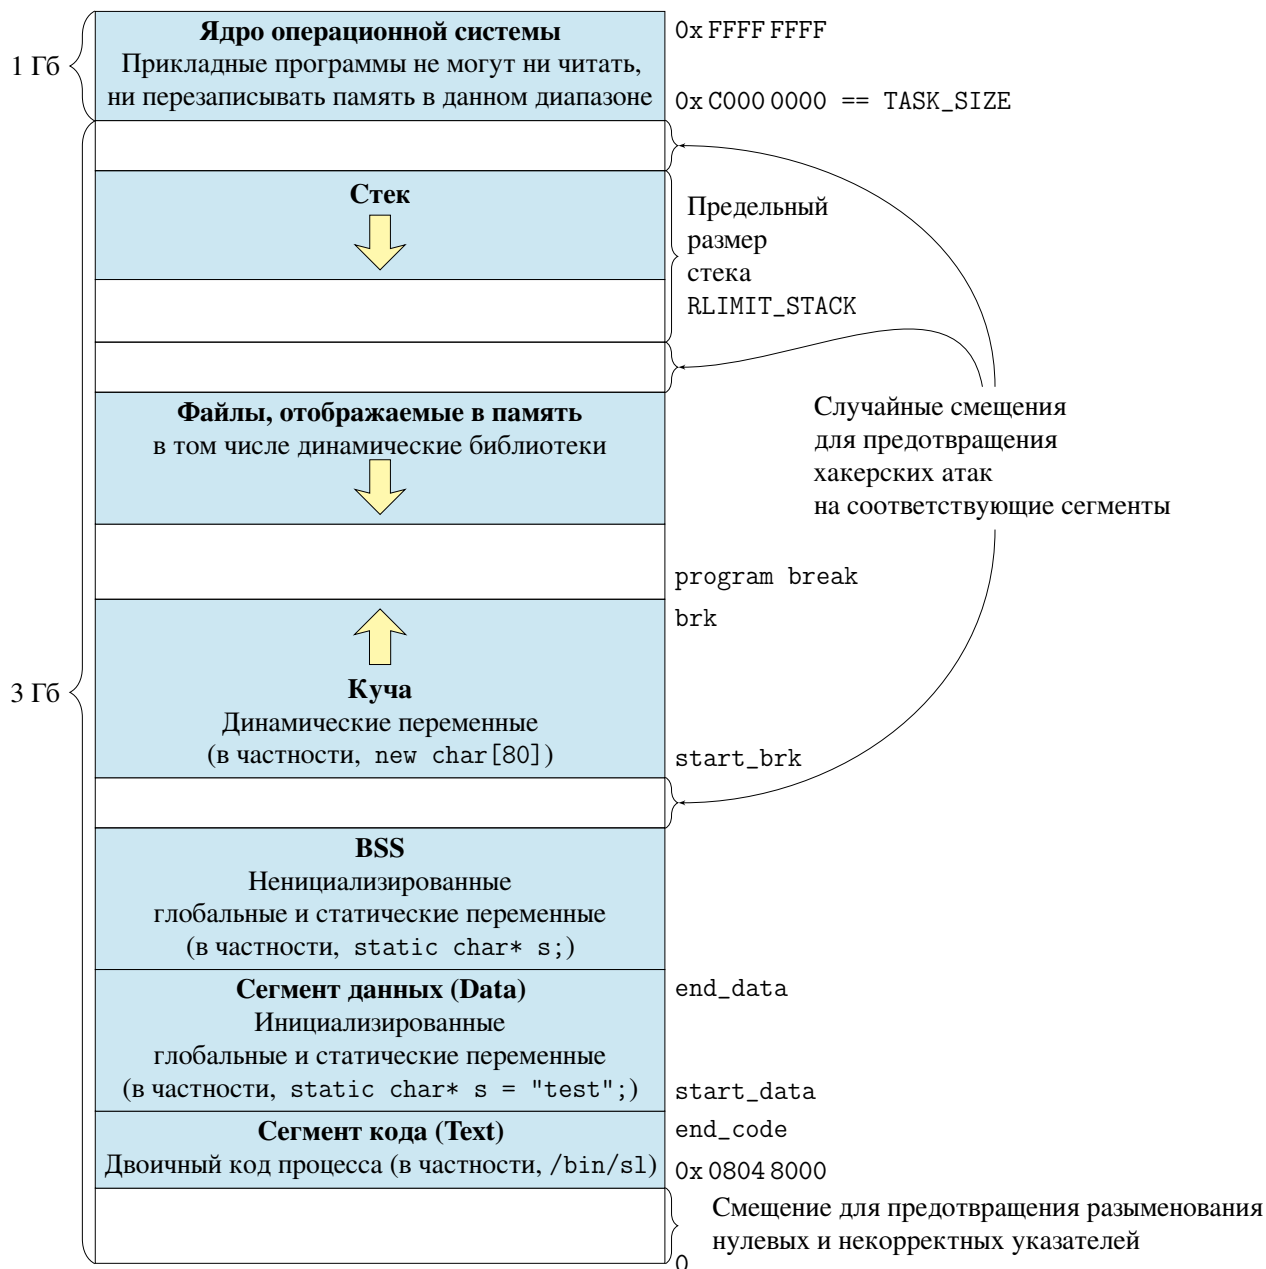 Ядро операционной системы
Прикладные программы не могут ни читать,
ни перезаписывать память в данном диапазоне
0x FFFF FFFF
1 Гб
0x C000 0000 == TASK_SIZE
Стек
Предельный
размер
стека
RLIMIT_STACK
Файлы, отображаемые в память
в том числе динамические библиотеки
Случайные смещения
для предотвращения
хакерских атак
на соответствующие сегменты
program break
brk
3 Гб
Куча
Динамические переменные
(в частности, new char[80])
start_brk
BSS
Ненициализированные
глобальные и статические переменные
(в частности, static char* s;)
Сегмент данных (Data)
end_data
Инициализированные
глобальные и статические переменные
(в частности, static char* s = "test";)
start_data
Сегмент кода (Text)
end_code
Двоичный код процесса (в частности, /bin/sl)
0x 0804 8000
Смещение для предотвращения разыменования
нулевых и некорректных указателей
0